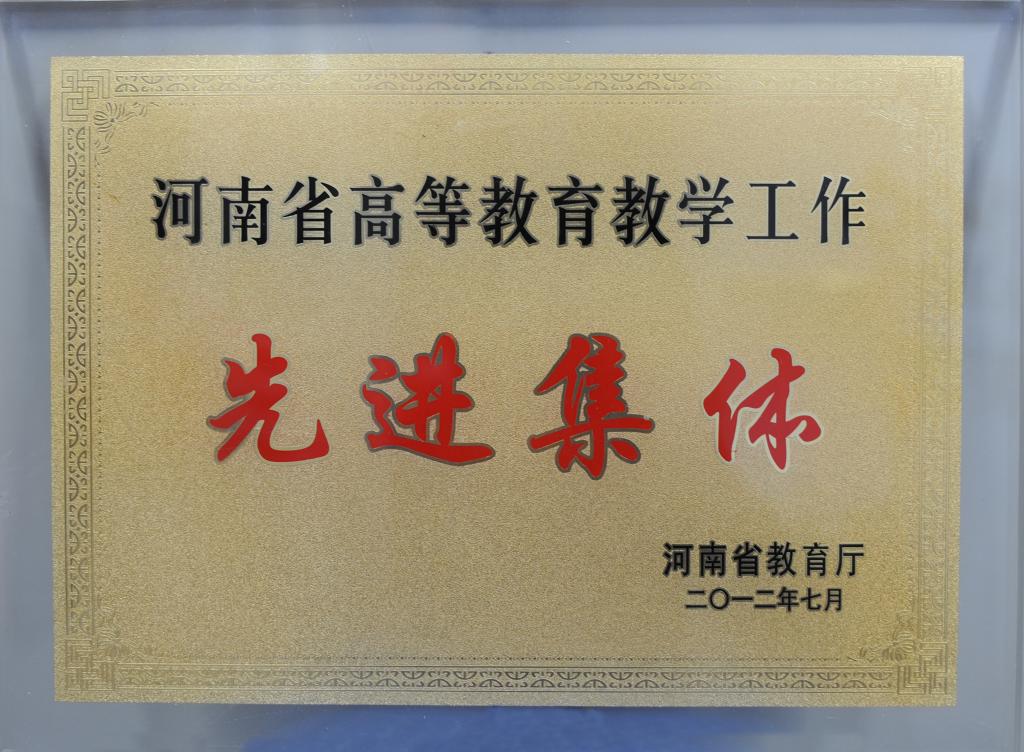 河南省高等教育教学工作
先进集体
河南省教育厅
二〇一二年七月